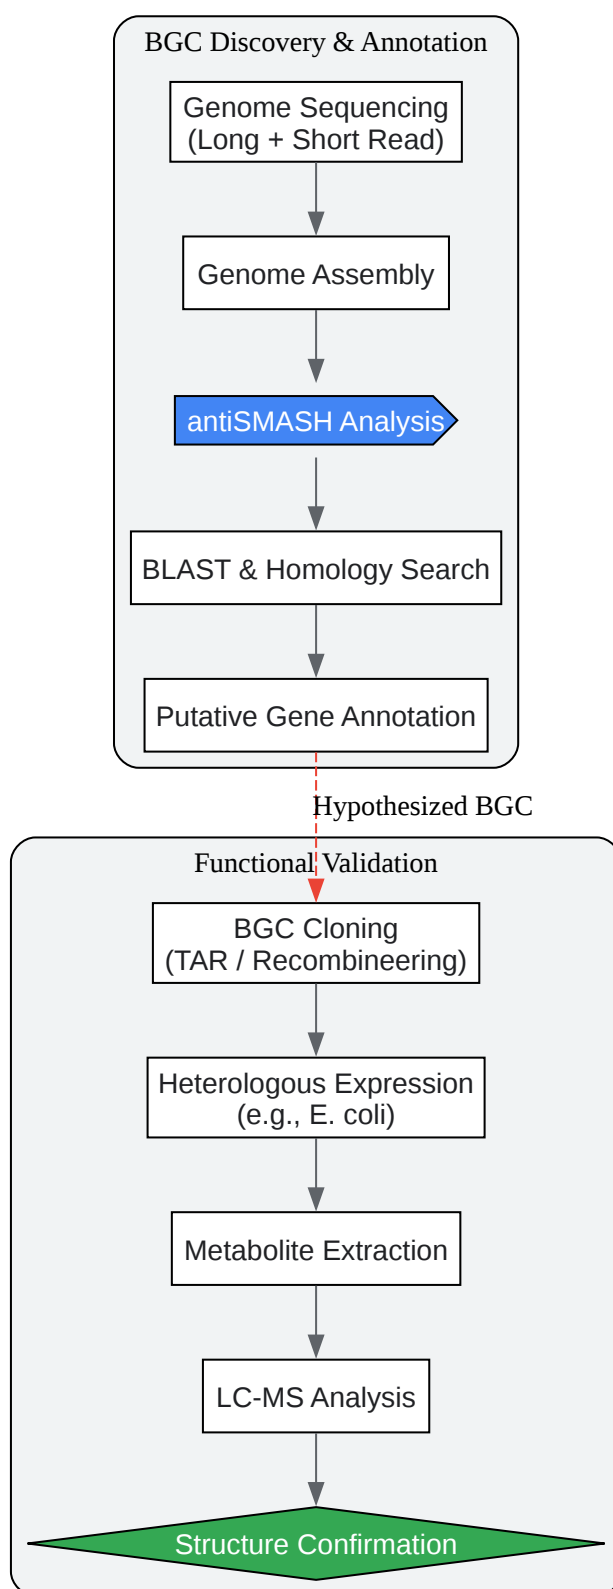 BGC Discovery & Annotation
Genome Sequencing
(Long + Short Read)
Genome Assembly
antiSMASH Analysis
BLAST & Homology Search
Putative Gene Annotation
Hypothesized BGC
Functional Validation
BGC Cloning
(TAR / Recombineering)
Heterologous Expression
(e.g., E. coli)
Metabolite Extraction
LC-MS Analysis
Structure Confirmation